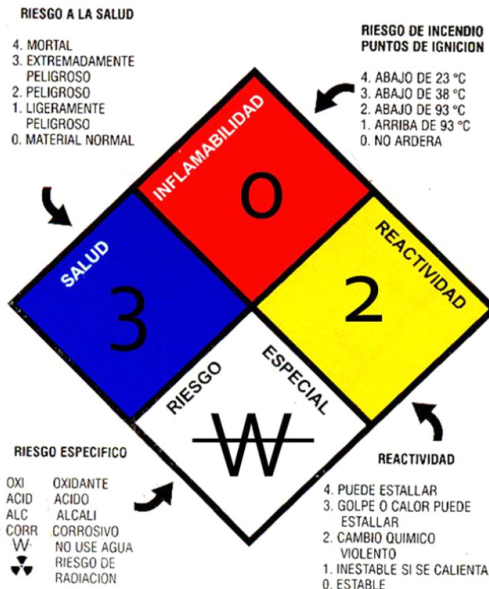 RIESGO A LA SALUD
4. MORTAL
3. EXTREMADAMENTE
PELIGROSO
2. PELIGROSO
1. LIGERAMENTE
PELIGROSO
0. MATERIAL NORMAL
RIESGO DE INCENDIO
PUNTOS DE IGNICION
4. ABAJO DE 23 °C
3. ABAJO DE 38 °C
2. ABAJO DE 93 °C
1. ARRIBA DE 93 °C
0. NO ARDERA
INFLAMABILIDAD
0
SALUD
3
REACTIVIDAD
2
RIESGO
ESPECIAL
W
RIESGO ESPECIFICO
OXI OXIDANTE
ACID ACIDO
ALC ALCALI
CORR CORROSIVO
W NO USE AGUA
RIESGO DE
RADIACION
REACTIVIDAD
4. PUEDE ESTALLAR
3. GOLPE O CALOR PUEDE
ESTALLAR
2. CAMBIO QUIMICO
VIOLENTO
1. INESTABLE SI SE CALIENTA
0. ESTABLE